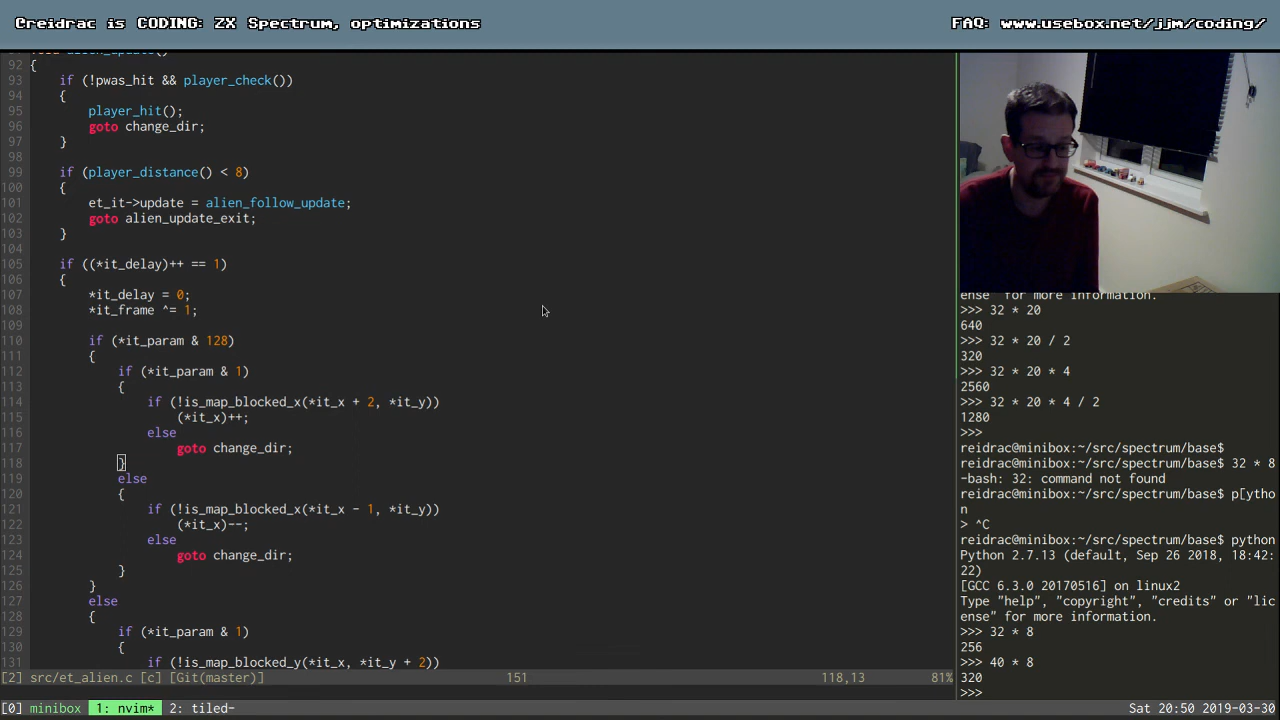 Creidrac is CODING: ZX Spectrum, optimizations
FAQ: www.usebox.net/jjm/coding/
92 {
93 if (!pwas_hit && player_check())
94 {
95 player_hit();
96 goto change_dir;
97 }
98
99 if (player_distance() < 8)
100 {
101 et_it->update = alien_follow_update;
102 goto alien_update_exit;
103 }
104
105 if ((*it_delay)++ == 1)
106 {
107 *it_delay = 0;
108 *it_frame ^= 1;
109
110 if (*it_param & 128)
111 {
112 if (*it_param & 1)
113 {
114 if (!is_map_blocked_x(*it_x + 2, *it_y))
115 (*it_x)++;
116 else
117 goto change_dir;
118 }
119 else
120 {
121 if (!is_map_blocked_x(*it_x - 1, *it_y))
122 (*it_x)--;
123 else
124 goto change_dir;
125 }
126 }
127 else
128 {
129 if (*it_param & 1)
130 {
131 if (!is_map_blocked_y(*it_x, *it_y + 2))
[2] src/et_alien.c [c] [Git(master)] 151 118,13 81%
ense" for more information.
>>> 32 * 20
640
>>> 32 * 20 / 2
320
>>> 32 * 20 * 4
2560
>>> 32 * 20 * 4 / 2
1280
>>>
reidrac@minibox:~/src/spectrum/base$
reidrac@minibox:~/src/spectrum/base$ 32 * 8
-bash: 32: command not found
reidrac@minibox:~/src/spectrum/base$ p[ytho
n
> ^C
reidrac@minibox:~/src/spectrum/base$ python
Python 2.7.13 (default, Sep 26 2018, 18:42:
22)
[GCC 6.3.0 20170516] on linux2
Type "help", "copyright", "credits" or "lic
ense" for more information.
>>> 32 * 8
256
>>> 40 * 8
320
>>>
[0] minibox 1: nvim* 2: tiled- Sat 20:50 2019-03-30